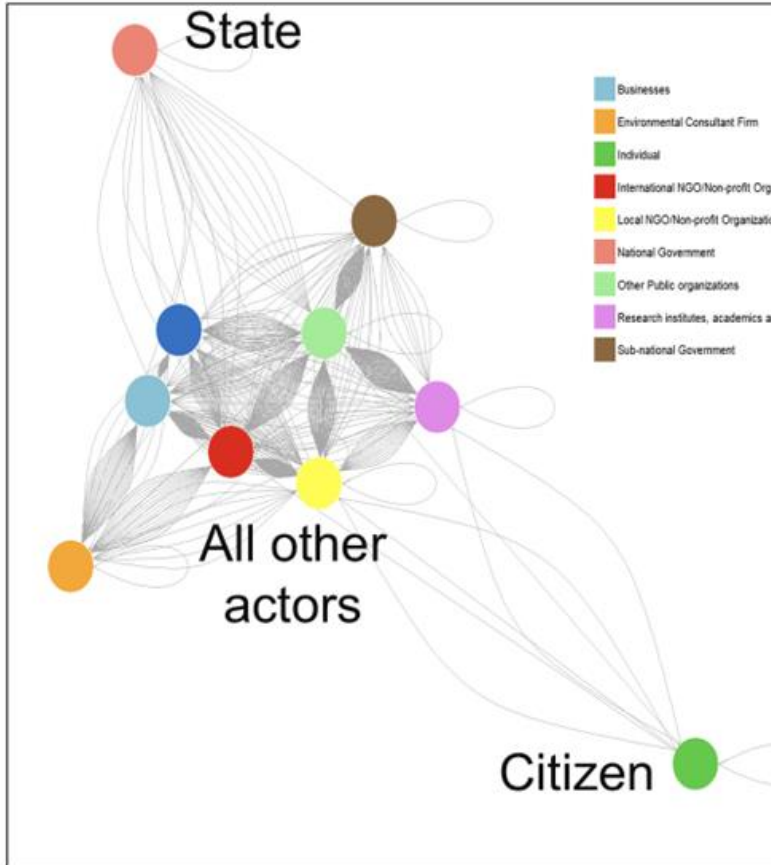 State
Businesses
Environmental Consultant Firm
Individual
International NGO/Non-profit Org
Local NGO/Non-profit Organizatio
National Government
Other Public organizations
Research institutes, academics a
Sub-national Government
All other
actors
Citizen